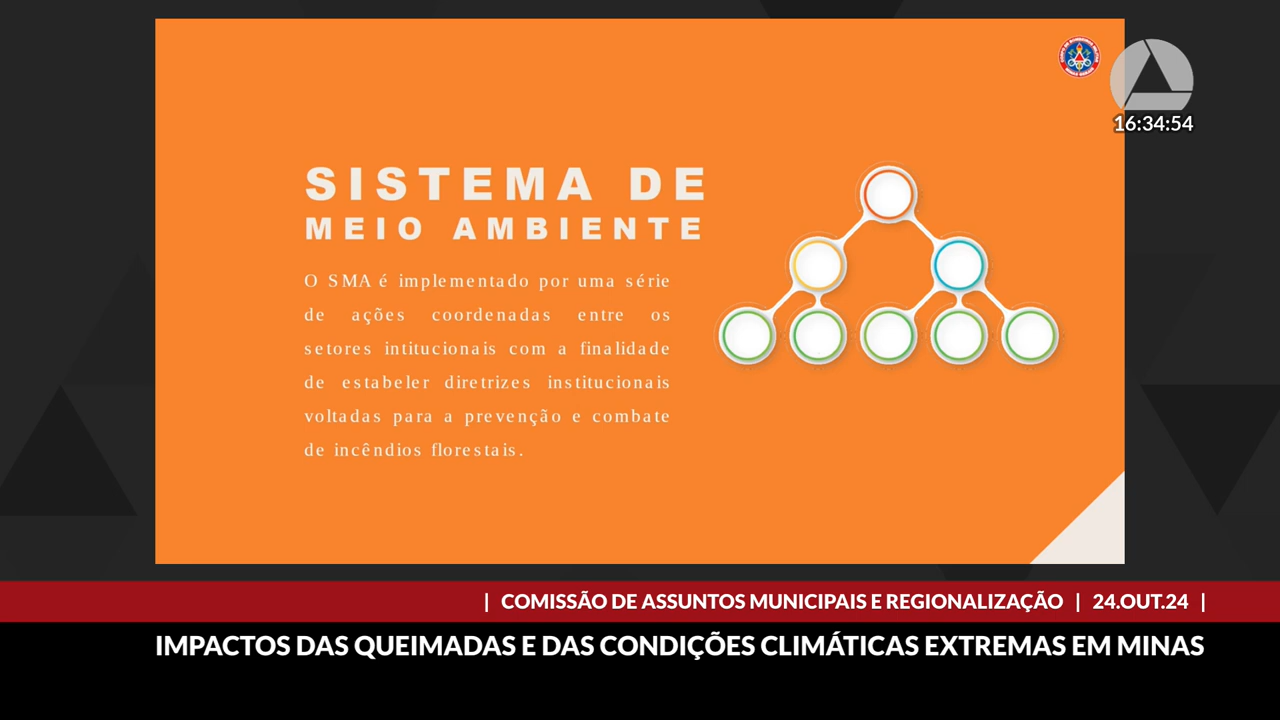 16:34:54
SISTEMA DE
MEIO AMBIENTE
O SMA é implementado por uma série
de ações coordenadas entre os
setores intitucionais com a finalidade
de estabeler diretrizes institucionais
voltadas para a prevenção e combate
de incêndios florestais.
| COMISSÃO DE ASSUNTOS MUNICIPAIS E REGIONALIZAÇÃO | 24.OUT.24 |
IMPACTOS DAS QUEIMADAS E DAS CONDIÇÕES CLIMÁTICAS EXTREMAS EM MINAS